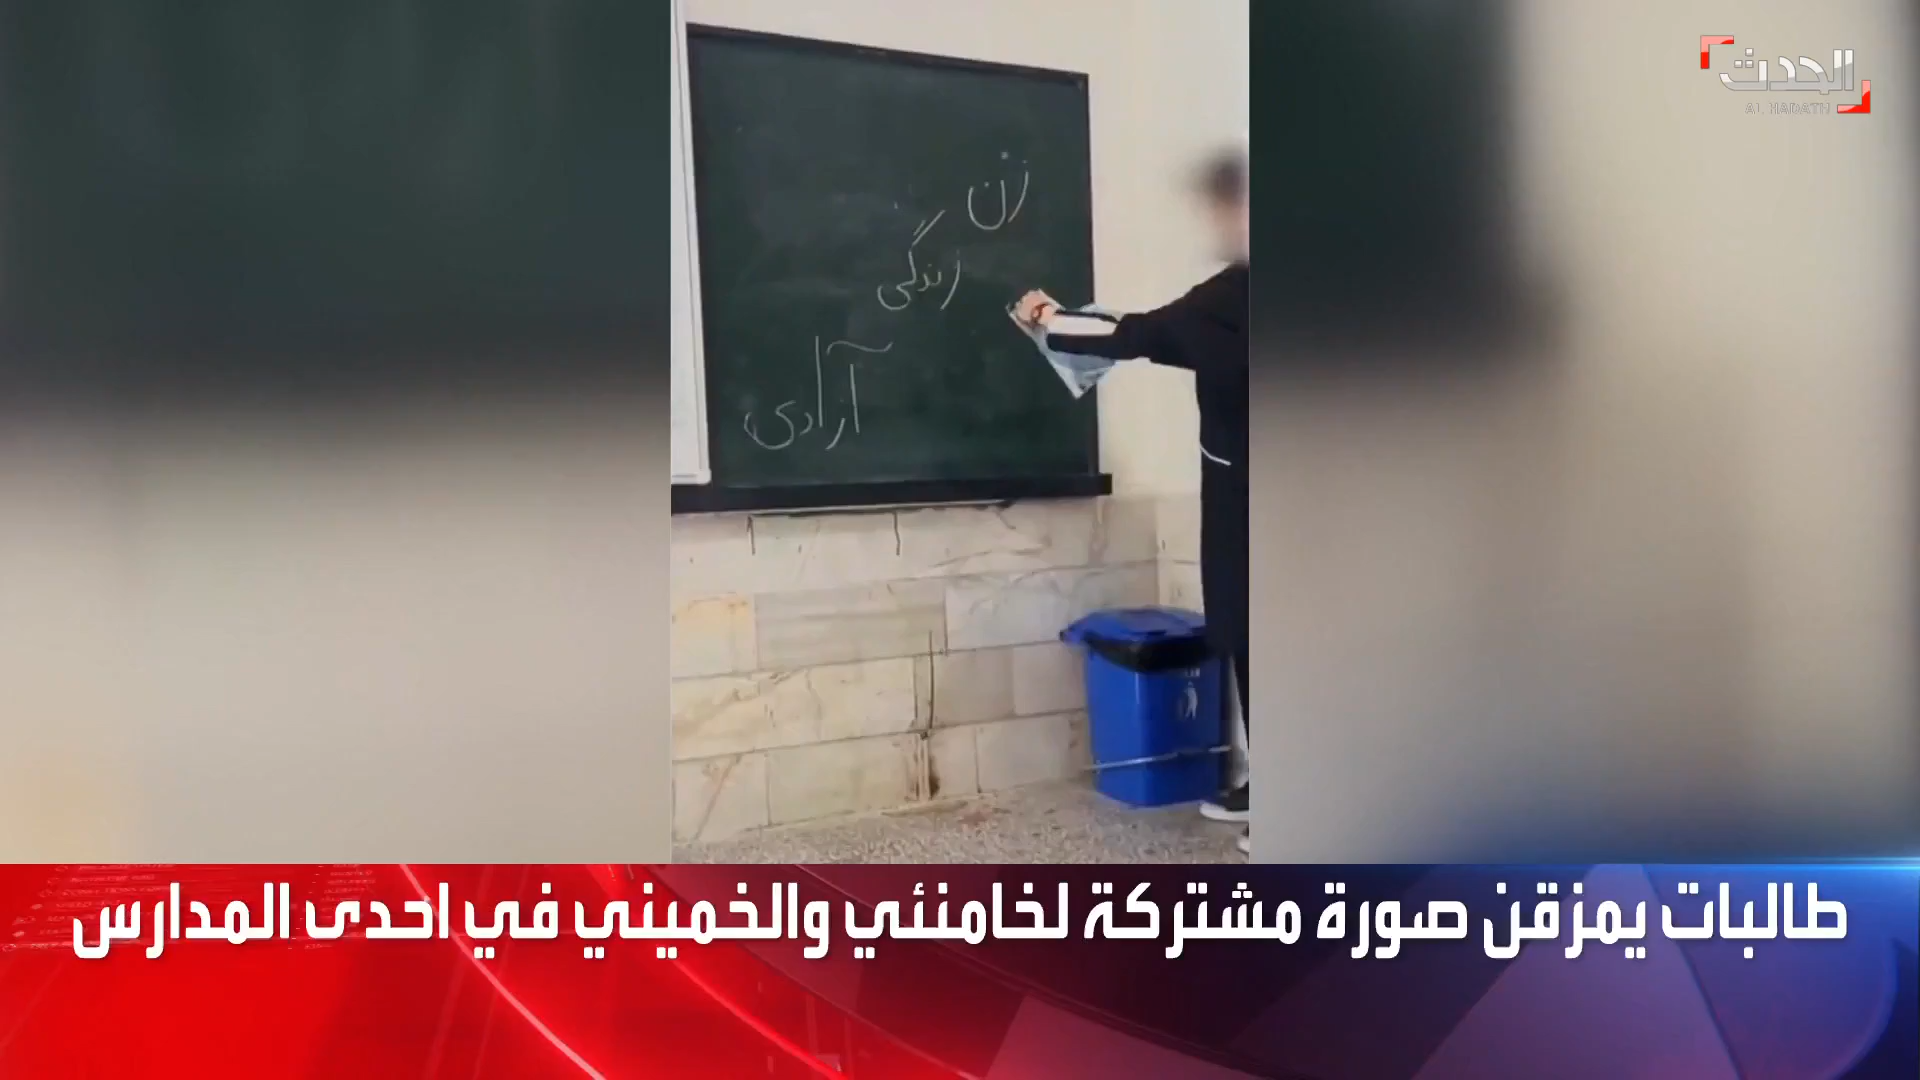 الحدث
AL HADATH
زن
زندگی
آزادی
طالبات يمزقن صورة مشتركة لخامنئي والخميني في احدى المدارس